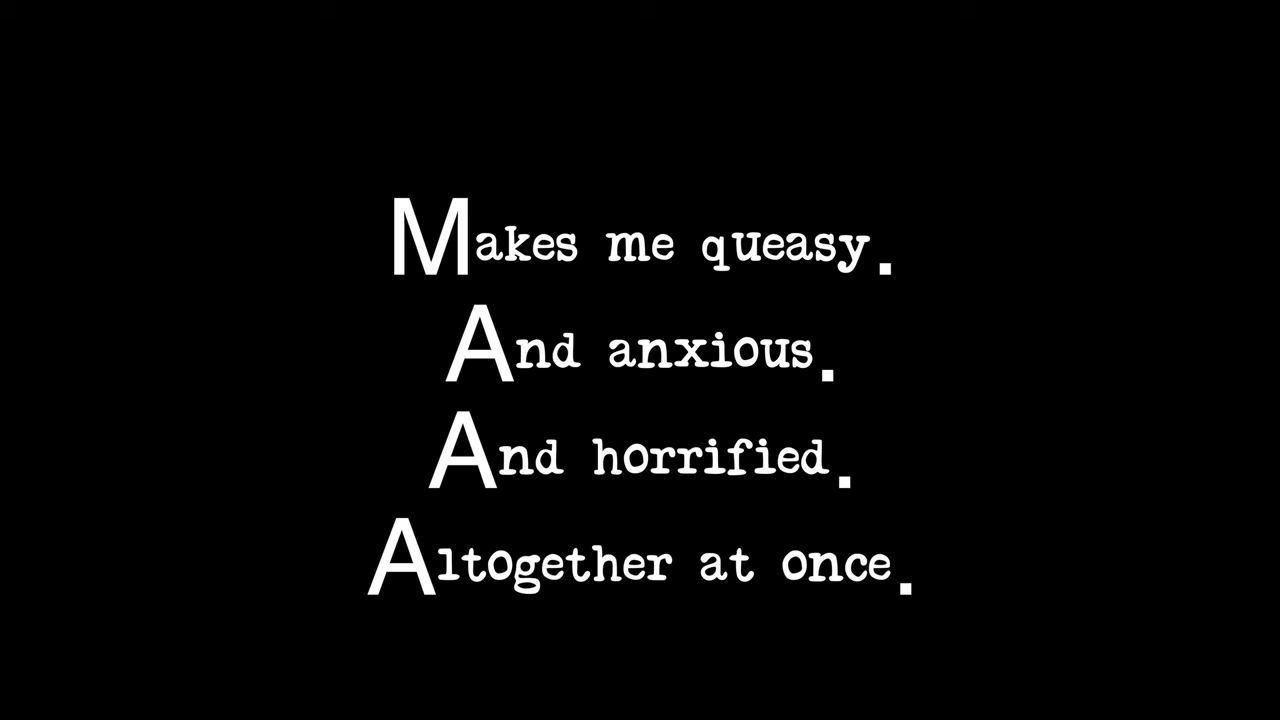 Makes me queasy.
And anxious.
And horrified.
Altogether at once.